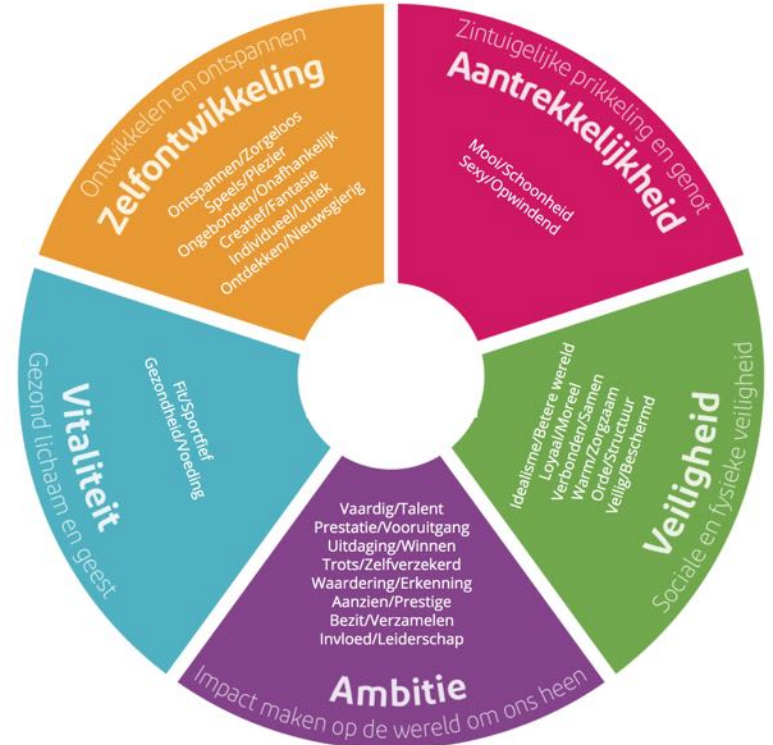 Ontwikkelen en ontspannen
Zelfontwikkeling
Ontspannen/Zorgeloos
Speels/Plezier
Ongebonden/Onafhankelijk
Creatief/Fantasie
Individueel/Uniek
Ontdekken/Nieuwsgierig
Zintuigelijke prikkeling en genot
Aantrekkelijkheid
Mooi/Schoonheid
Sexy/Opwindend
Idealisme/Betere wereld
Loyaal/Moreel
Verbonden/Samen
Warm/Zorgzaam
Orde/Structuur
Veilig/Beschermd
Veiligheid
Sociale en fysieke veiligheid
Vaardig/Talent
Prestatie/Vooruitgang
Uitdaging/Winnen
Trots/Zelfverzekerd
Waardering/Erkenning
Aanzien/Prestige
Bezit/Verzamelen
Invloed/Leiderschap
Ambitie
Impact maken op de wereld om ons heen
Fit/Sportief
Gezondheid/Voeding
Vitaliteit
Gezond lichaam en geest